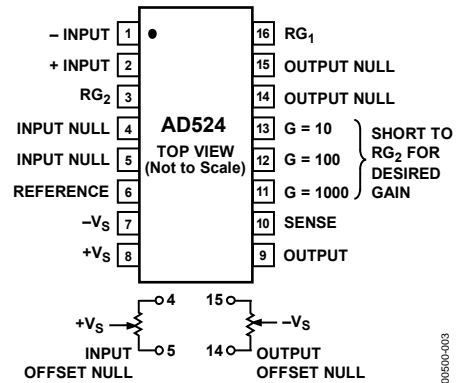 – INPUT 1
+ INPUT 2
RG2 3
INPUT NULL 4
INPUT NULL 5
REFERENCE 6
–VS 7
+VS 8
AD524
TOP VIEW
(Not to Scale)
16 RG1
15 OUTPUT NULL
14 OUTPUT NULL
13 G = 10
12 G = 100
11 G = 1000
10 SENSE
9 OUTPUT
SHORT TO
RG2 FOR
DESIRED
GAIN
4
+VS
5
INPUT
OFFSET NULL
15
–VS
14
OUTPUT
OFFSET NULL
00500-003